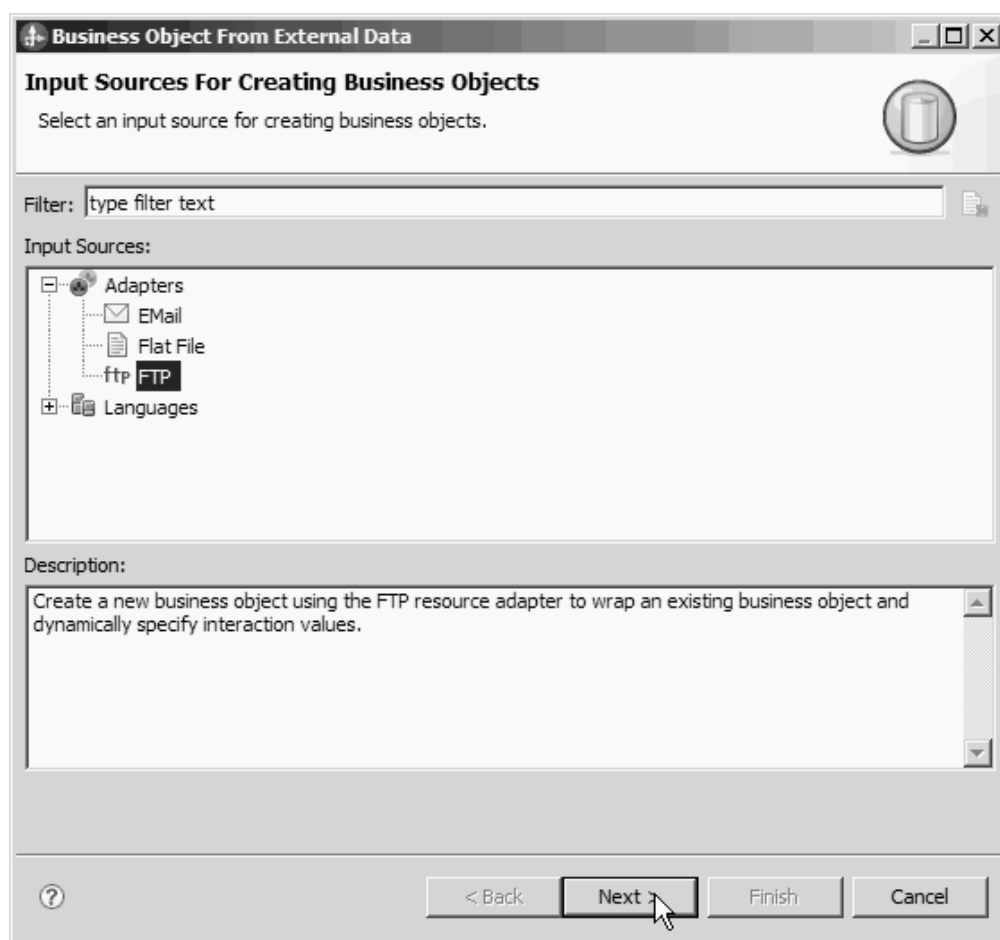 Business Object From External Data
Input Sources For Creating Business Objects
Select an input source for creating business objects.
Filter: type filter text
Input Sources:
Adapters
EMail
Flat File
ftp FTP
Languages
Description:
Create a new business object using the FTP resource adapter to wrap an existing business object and
dynamically specify interaction values.
? < Back Next > Finish Cancel